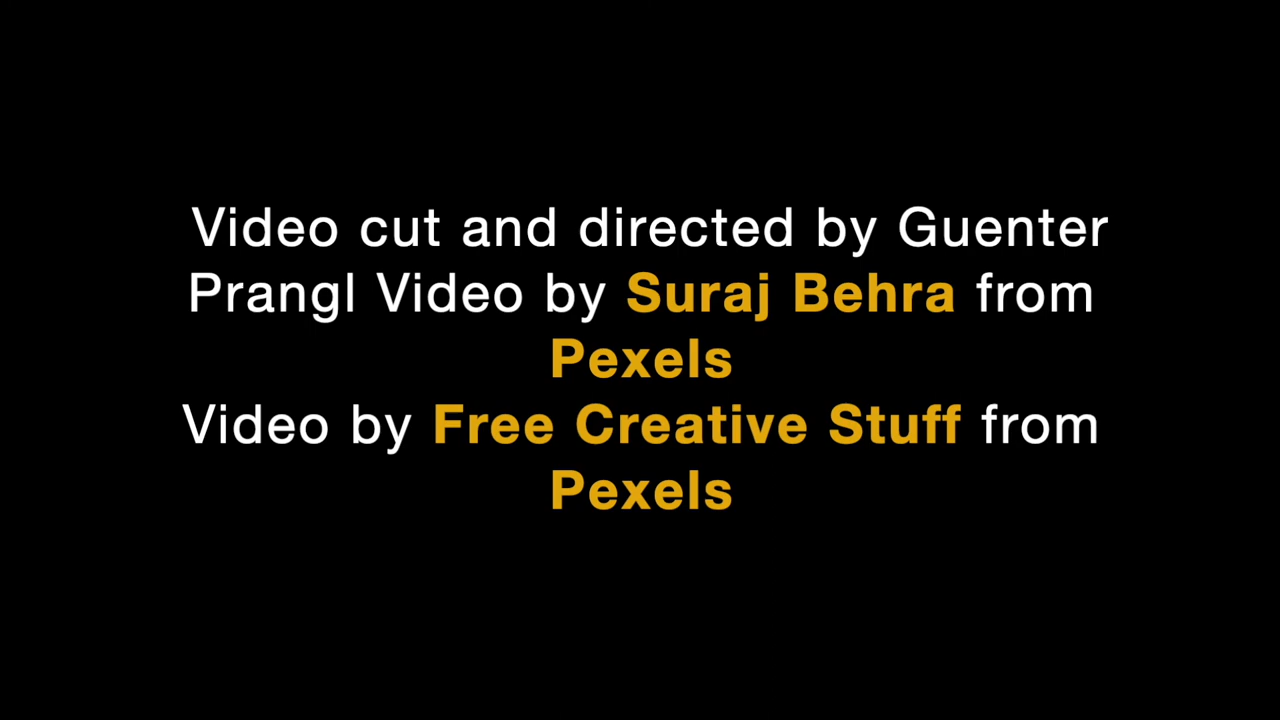 Video cut and directed by Guenter
Prangl Video by Suraj Behra from
Pexels
Video by Free Creative Stuff from
Pexels